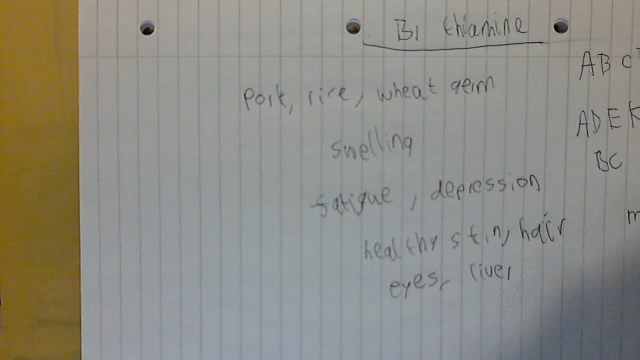 B1 thiamine
Pork, rice, wheat germ
swelling
fatigue, depression
healthy skin, hair
eyes, liver
ABC
ADEK
BC
m